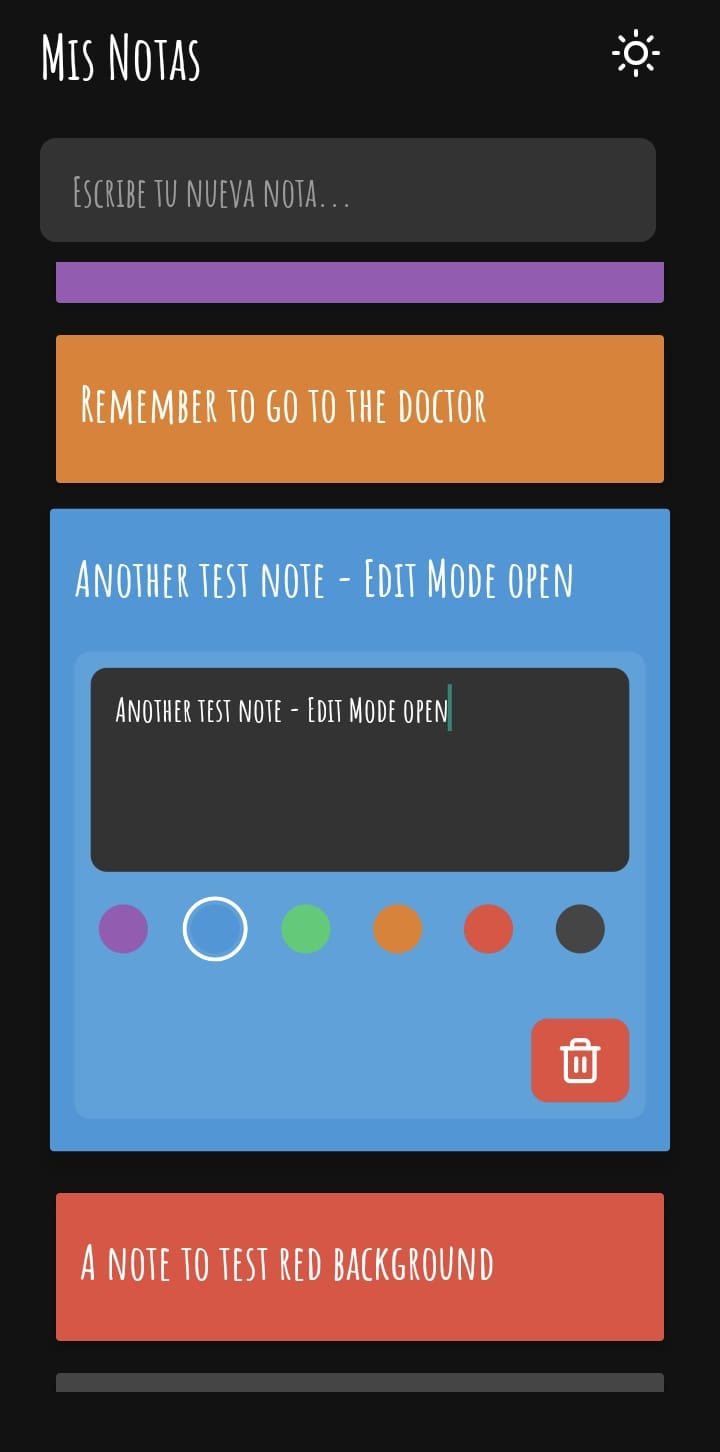 Mis Notas
Escribe tu nueva nota...
Remember to go to the doctor
Another test note - Edit Mode open
Another test note - Edit Mode open
A note to test red background